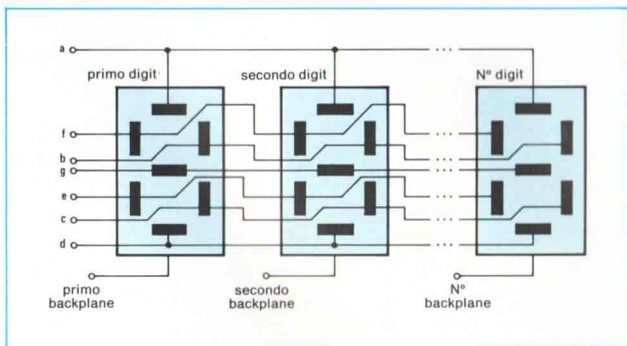 a
primo digit
secondo digit
N° digit
f
b
g
e
c
d
primo
backplane
secondo
backplane
N°
backplane